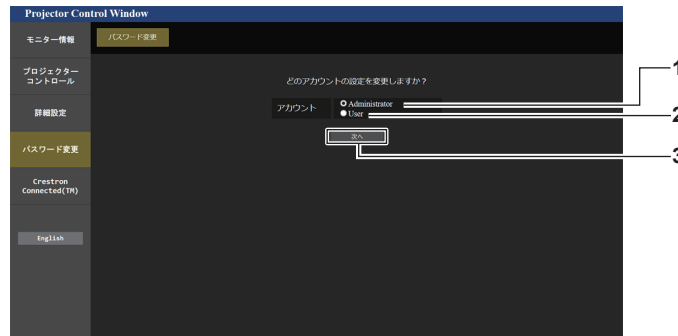 Projector Control Window
モニター情報
パスワード変更
プロジェクター
コントロール
どのアカウントの設定を変更しますか？
1
アカウント
Administrator
User
2
詳細設定
次へ
3
パスワード変更
Crestron
Connected(TM)
English